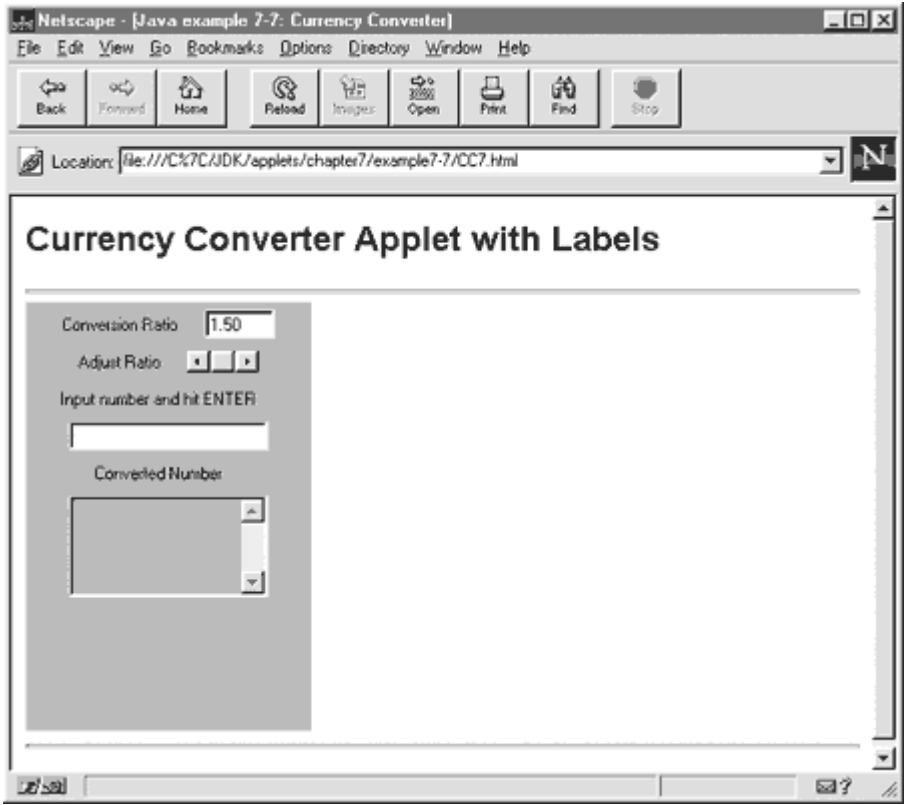 Netscape - [Java example 7-7: Currency Converter]
File Edit View Go Bookmarks Options Directory Window Help
Back Forward Home Reload Images Open Print Find Stop
Location: file:///C%7C/JDK/applets/chapter7/example7-7/CC7.html
N
Currency Converter Applet with Labels
Conversion Ratio 1.50
Adjust Ratio
Input number and hit ENTER
Converted Number
?